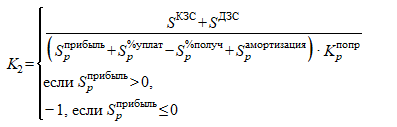 S^КЗС + S^ДЗС
K_2 = { (S_p^прибыль + S_p^%уплат − S_p^%получ + S_p^амортизация) · K_p^попр
если S_p^прибыль > 0,
−1, если S_p^прибыль ≤ 0